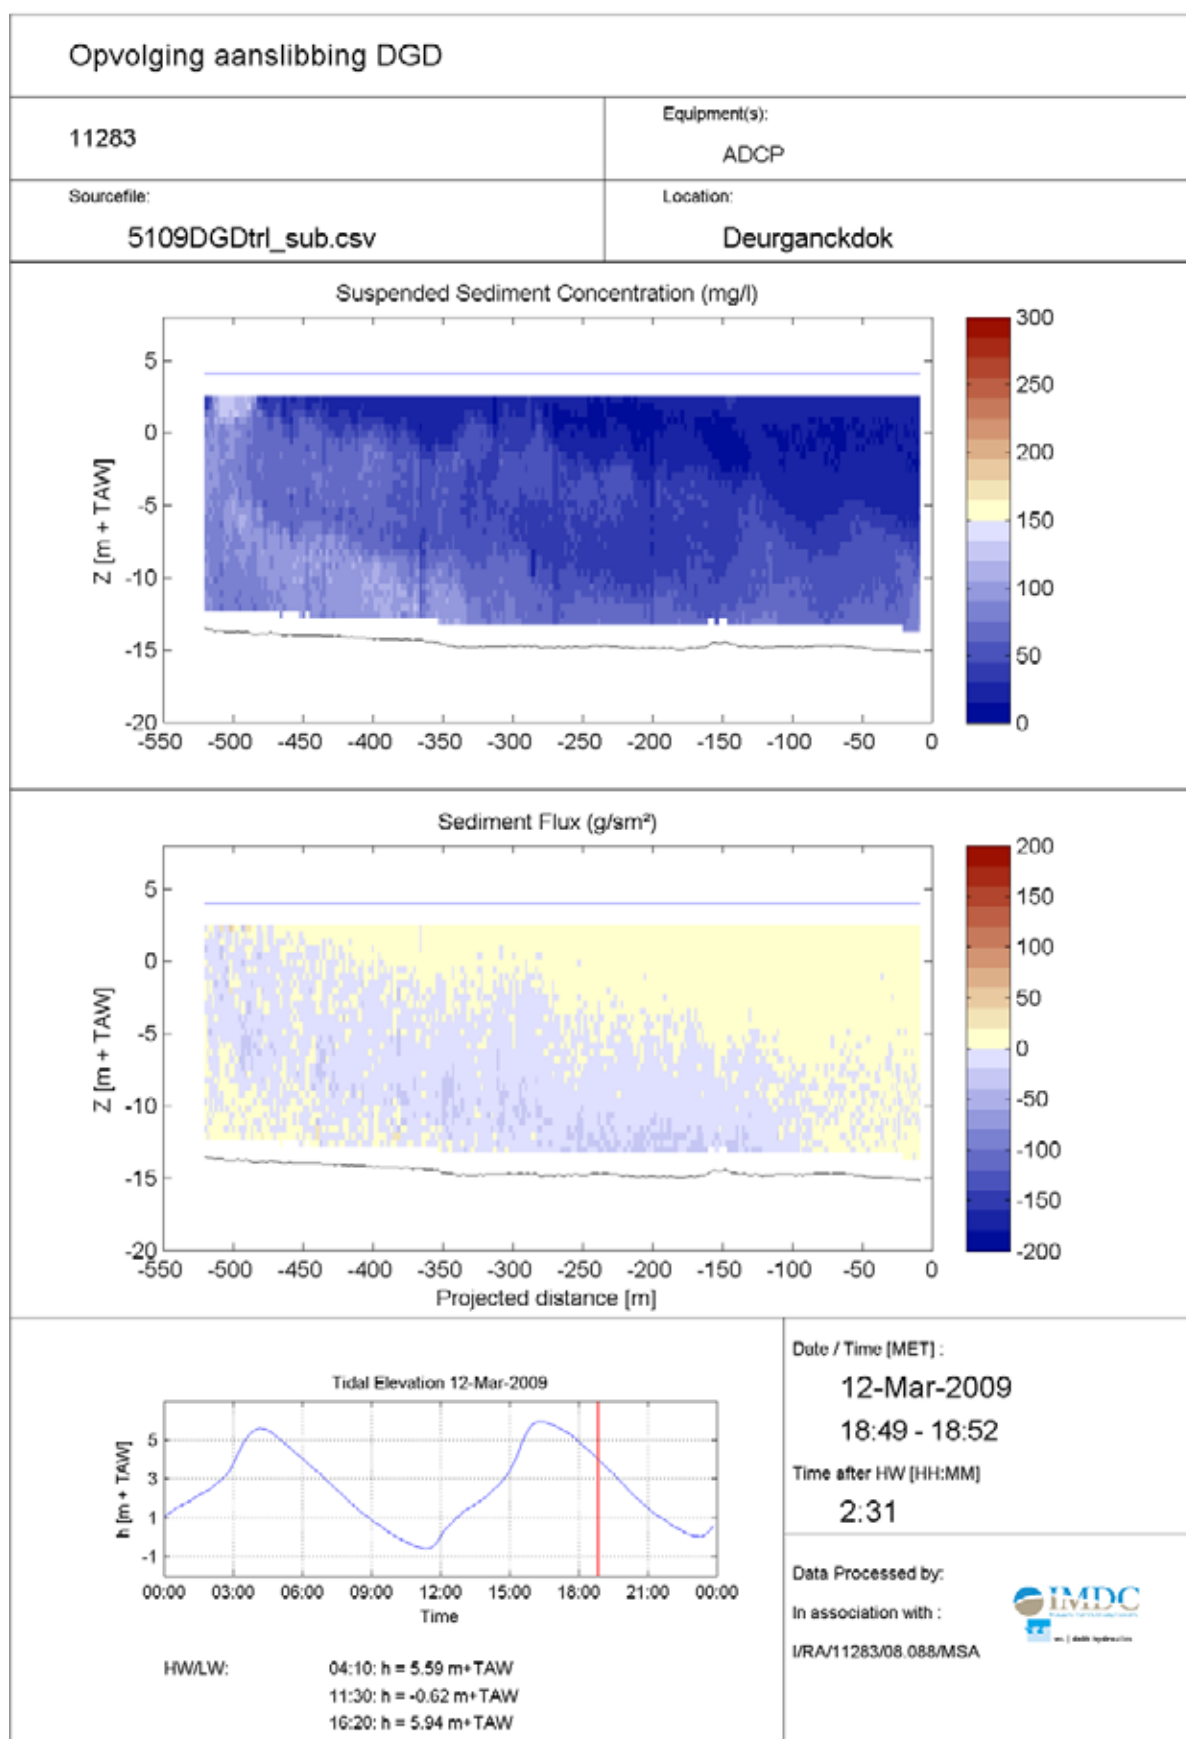 Opvolging aanslibbing DGD
11283
Equipment(s):
ADCP
Sourcefile:
5109DGDtrl_sub.csv
Location:
Deurganckdok
Suspended Sediment Concentration (mg/l)
Z [m + TAW]
5
0
-5
-10
-15
-20
-550 -500 -450 -400 -350 -300 -250 -200 -150 -100 -50 0
300
250
200
150
100
50
0
Sediment Flux (g/sm²)
Z [m + TAW]
5
0
-5
-10
-15
-20
-550 -500 -450 -400 -350 -300 -250 -200 -150 -100 -50 0
Projected distance [m]
200
150
100
50
0
-50
-100
-150
-200
Tidal Elevation 12-Mar-2009
h [m + TAW]
5
3
1
-1
00:00 03:00 06:00 09:00 12:00 15:00 18:00 21:00 00:00
Time
HW/LW:
04:10: h = 5.59 m+TAW
11:30: h = -0.62 m+TAW
16:20: h = 5.94 m+TAW
Date / Time [MET] :
12-Mar-2009
18:49 - 18:52
Time after HW [HH:MM]
2:31
Data Processed by:
In association with :
I/RA/11283/08.088/MSA
IMDC
wl | delft hydraulics